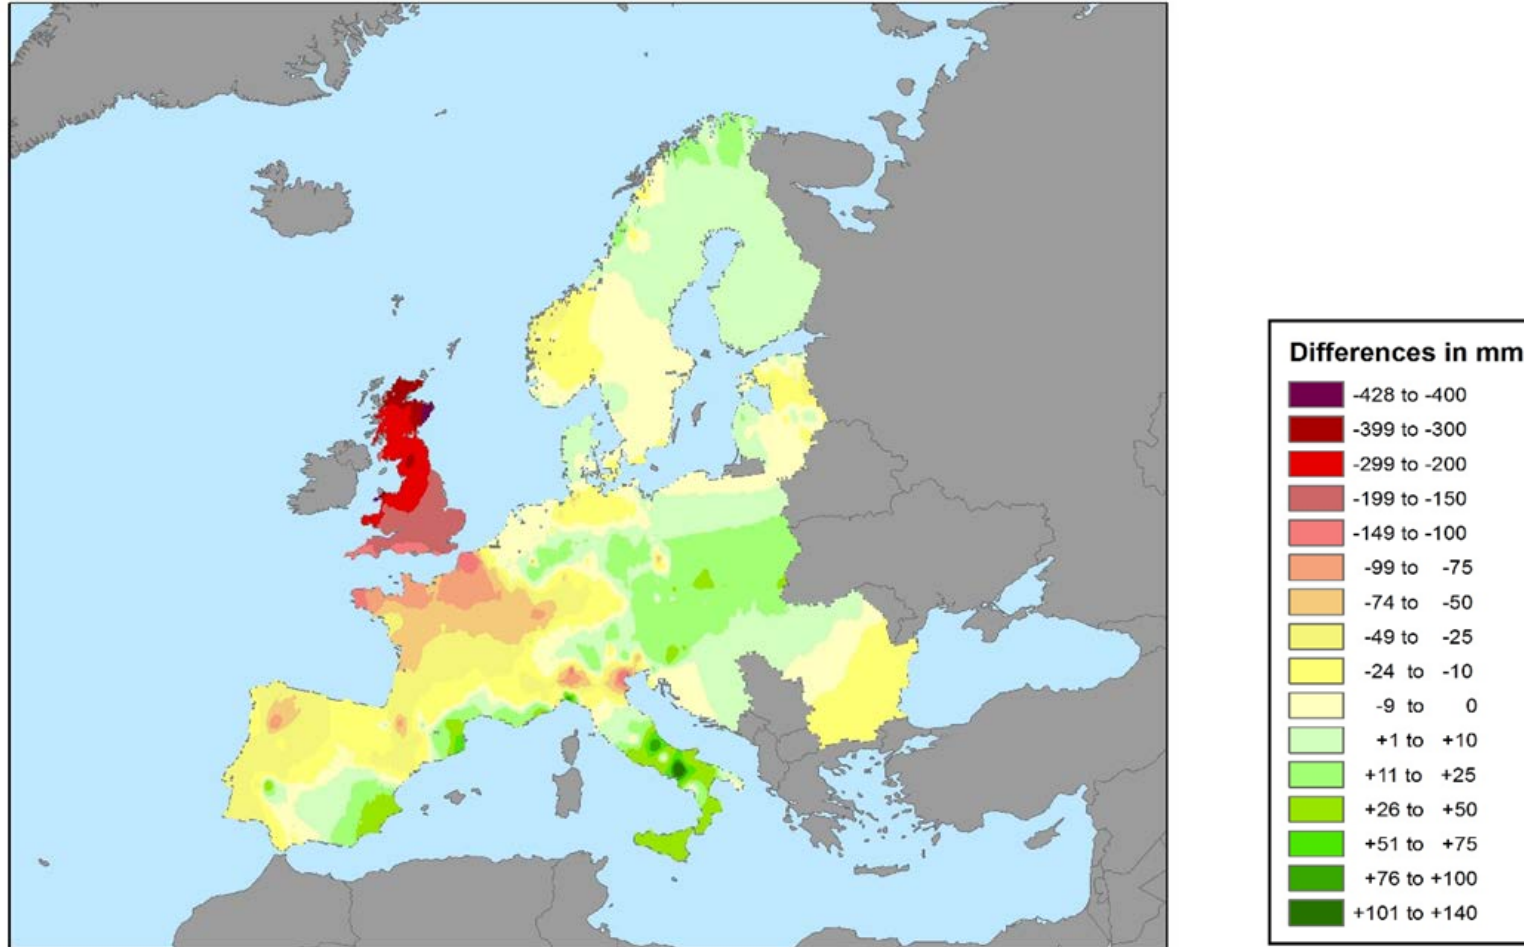 Differences in mm
-428 to -400
-399 to -300
-299 to -200
-199 to -150
-149 to -100
-99 to -75
-74 to -50
-49 to -25
-24 to -10
-9 to 0
+1 to +10
+11 to +25
+26 to +50
+51 to +75
+76 to +100
+101 to +140